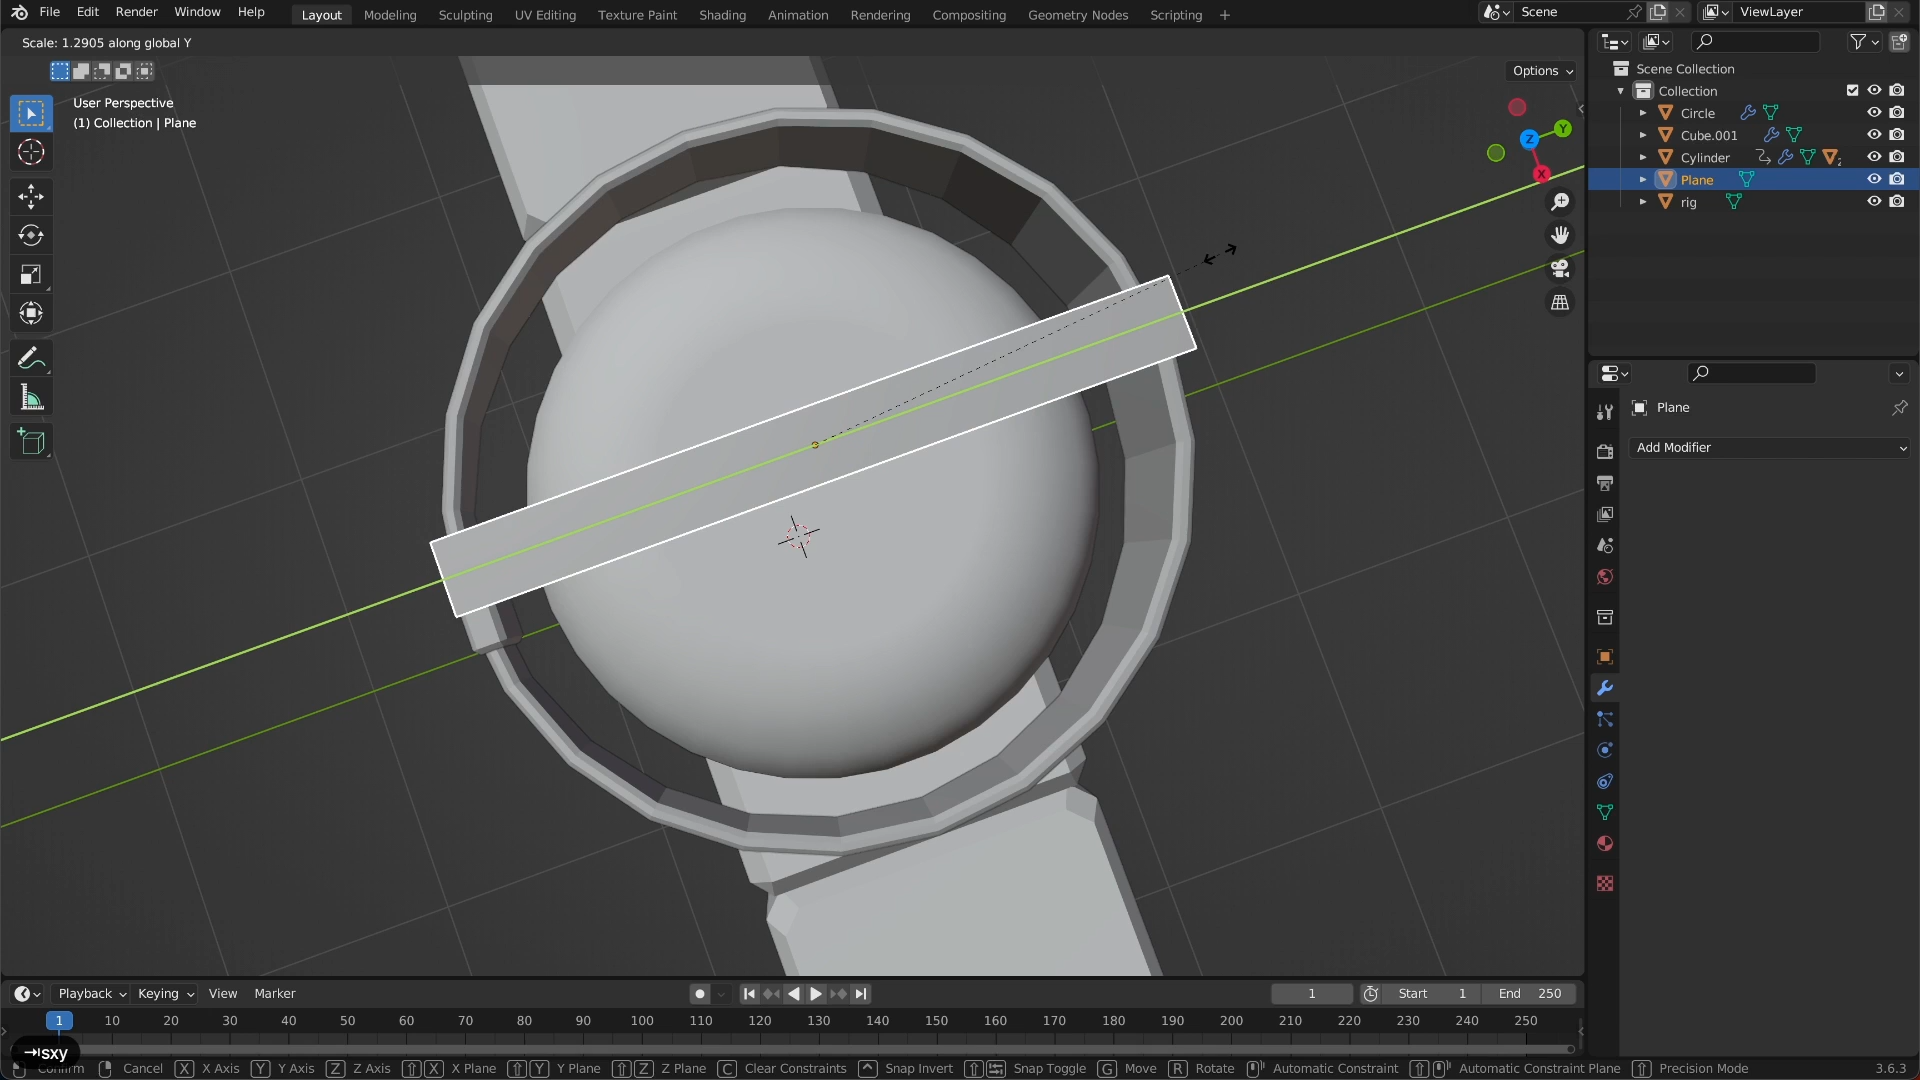 File Edit Render Window Help
Layout Modeling Sculpting UV Editing Texture Paint Shading Animation Rendering Compositing Geometry Nodes Scripting +
Scene
ViewLayer
Scale: 1.2905 along global Y
Options
User Perspective
(1) Collection | Plane
Y
Z
X
Scene Collection
Collection
Circle
Cube.001
Cylinder
2
Plane
rig
Plane
Add Modifier
Playback Keying View Marker
1
Start 1
End 250
1 10 20 30 40 50 60 70 80 90 100 110 120 130 140 150 160 170 180 190 200 210 220 230 240 250
sxy
Confirm Cancel X X Axis Y Y Axis Z Z Axis X X Plane Y Y Plane Z Z Plane C Clear Constraints Snap Invert Snap Toggle G Move R Rotate Automatic Constraint Automatic Constraint Plane Precision Mode 3.6.3